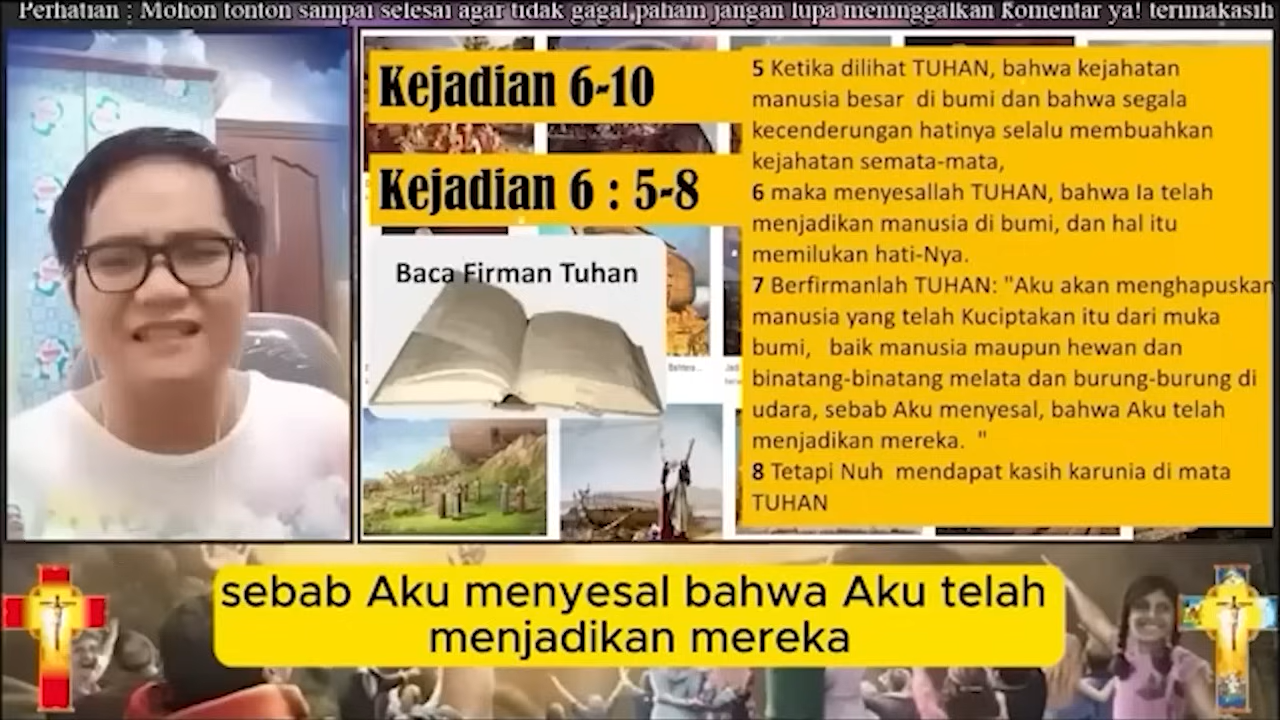 Perhatian : Mohon tonton sampai selesai agar tidak gagal paham jangan lupa meninggalkan Komentar ya! terimakasih
Kejadian 6-10
Kejadian 6 : 5-8
Baca Firman Tuhan
5 Ketika dilihat TUHAN, bahwa kejahatan
manusia besar di bumi dan bahwa segala
kecenderungan hatinya selalu membuahkan
kejahatan semata-mata,
6 maka menyesallah TUHAN, bahwa Ia telah
menjadikan manusia di bumi, dan hal itu
memilukan hati-Nya.
7 Berfirmanlah TUHAN: "Aku akan menghapuskan
manusia yang telah Kuciptakan itu dari muka
bumi, baik manusia maupun hewan dan
binatang-binatang melata dan burung-burung di
udara, sebab Aku menyesal, bahwa Aku telah
menjadikan mereka. "
8 Tetapi Nuh mendapat kasih karunia di mata
TUHAN
sebab Aku menyesal bahwa Aku telah
menjadikan mereka